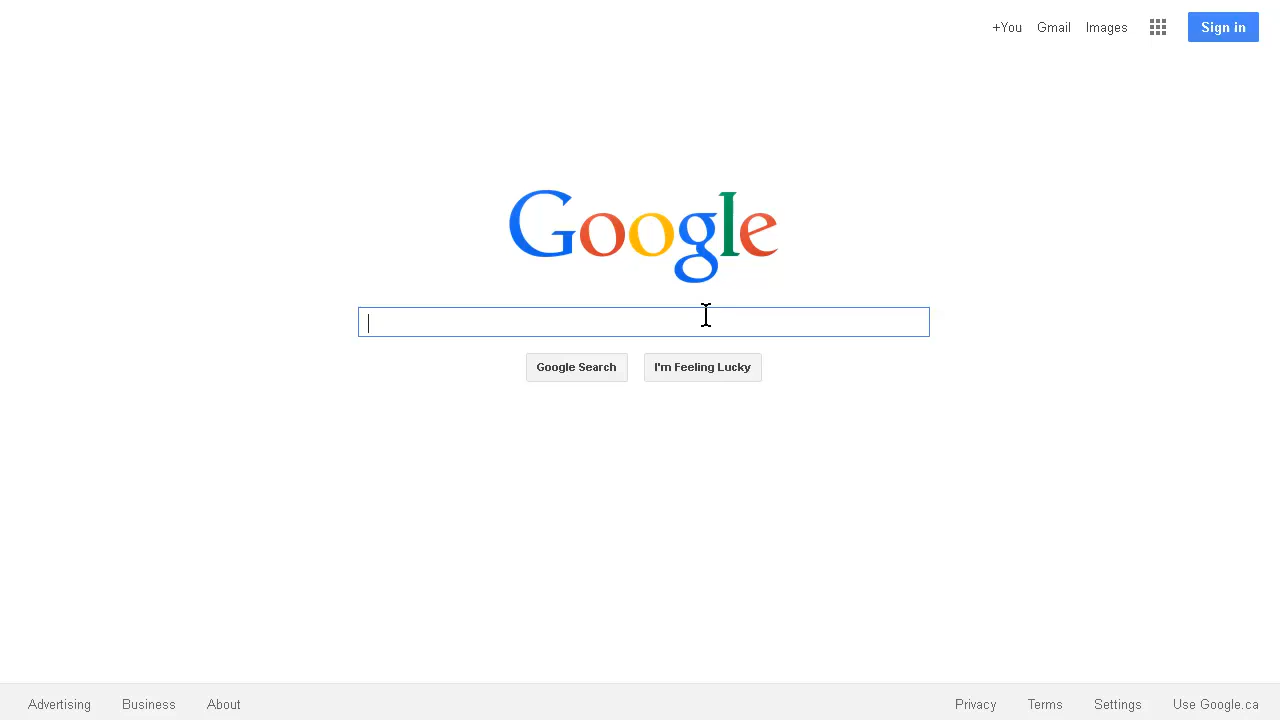 +You Gmail Images Sign in
Google
Google Search I'm Feeling Lucky
Advertising Business About Privacy Terms Settings Use Google.ca